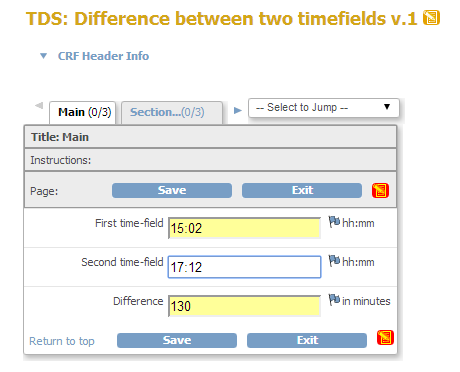 TDS: Difference between two timefields v.1
CRF Header Info
Main (0/3) Section...(0/3) -- Select to Jump --
Title: Main
Instructions:
Page: Save Exit
First time-field 15:02 hh:mm
Second time-field 17:12 hh:mm
Difference 130 in minutes
Return to top Save Exit